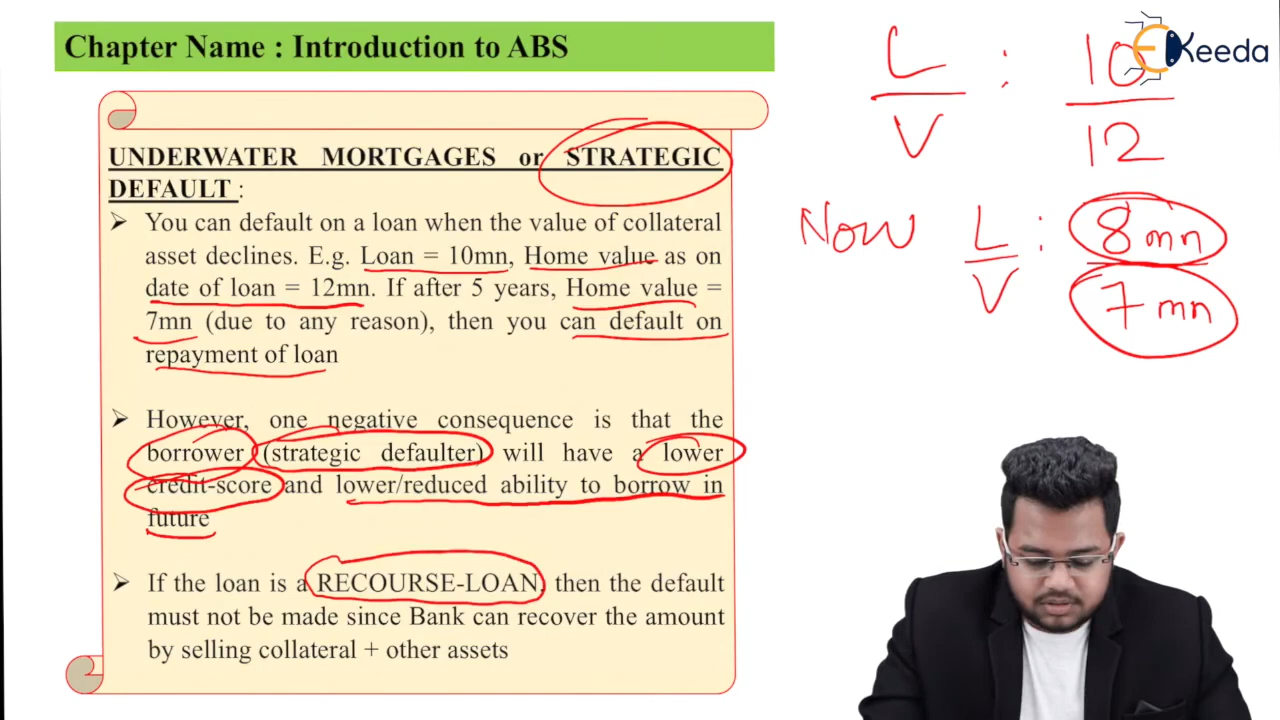 Chapter Name : Introduction to ABS
UNDERWATER MORTGAGES or STRATEGIC
DEFAULT :
➤ You can default on a loan when the value of collateral
asset declines. E.g. Loan = 10mn, Home value as on
date of loan = 12mn. If after 5 years, Home value =
7mn (due to any reason), then you can default on
repayment of loan
➤ However, one negative consequence is that the
borrower (strategic defaulter) will have a lower
credit-score and lower/reduced ability to borrow in
future
➤ If the loan is a RECOURSE-LOAN, then the default
must not be made since Bank can recover the amount
by selling collateral + other assets
EKeeda
L : 10
V 12
Now L : 8 mn
V 7 mn